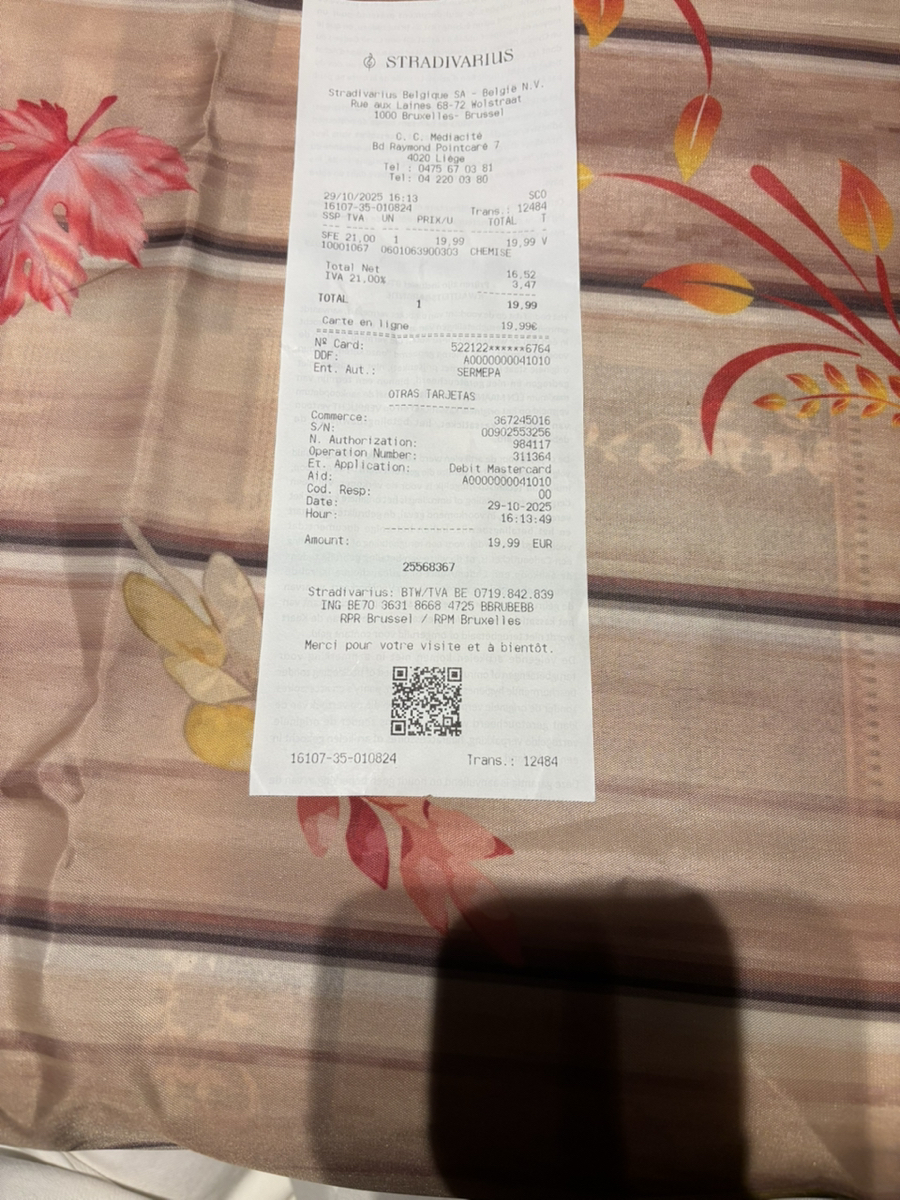 STRADIVARIUS
Stradivarius Belgique SA - België N.V.
Rue aux Laines 68-72 Wolstraat
1000 Bruxelles- Brussel
C. C. Médiacité
Bd Raymond Pointcaré 7
4020 Liège
Tel : 0475 67 03 81
Tel: 04 220 03 80
29/10/2025 16:13 SCO
16107-35-010824 Trans.: 12484
SSP TVA UN PRIX/U TOTAL T
SFE 21,00 1 19,99 19,99 V
10001067 0601063900303 CHEMISE
Total Net 16,52
IVA 21,00% 3,47
TOTAL 1 19,99
Carte en ligne 19,99€
Nº Card: 522122******6764
DDF: A0000000041010
Ent. Aut.: SERMEPA
OTRAS TARJETAS
Commerce: 367245016
S/N: 00902553256
N. Authorization: 984117
Operation Number: 311364
Et. Application: Debit Mastercard
Aid: A0000000041010
Cod. Resp: 00
Date: 29-10-2025
Hour: 16:13:49
Amount: 19,99 EUR
25568367
Stradivarius: BTW/TVA BE 0719.842.839
ING BE70 3631 8668 4725 BBRUBEBB
RPR Brussel / RPM Bruxelles
Merci pour votre visite et à bientôt.
16107-35-010824 Trans.: 12484